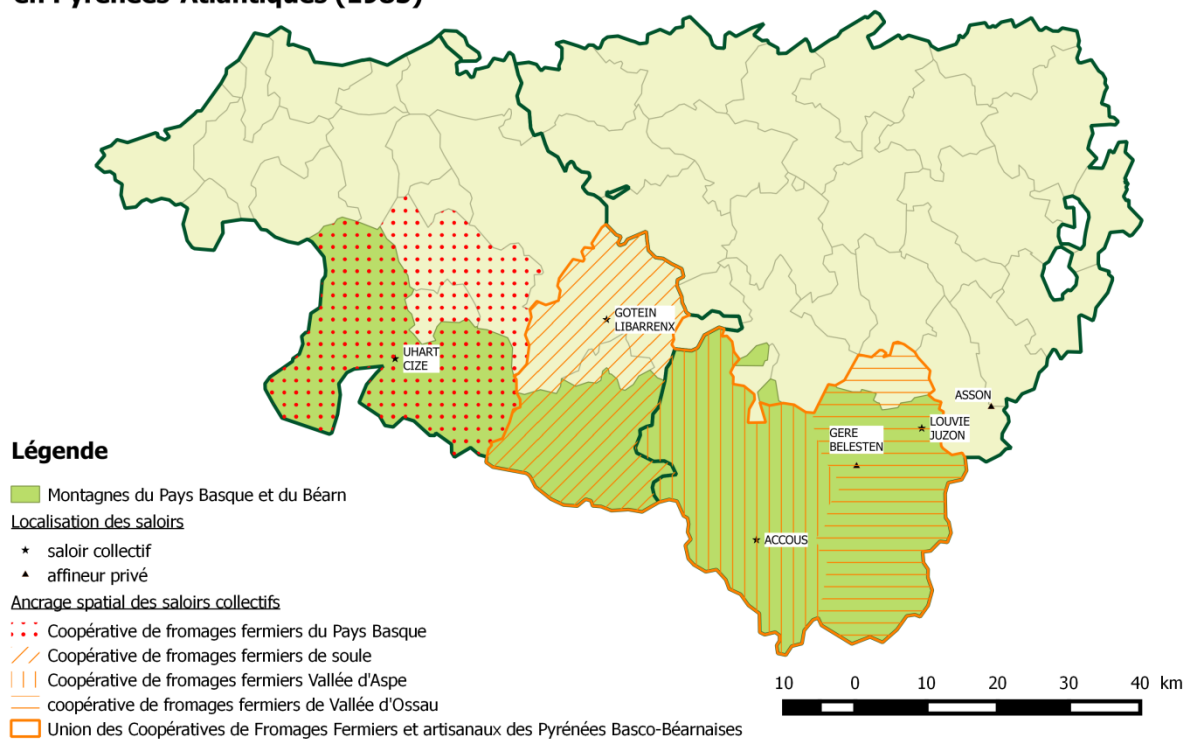 en Pyrénées-Atlantiques (1985)
GOTEIN
LIBARRENX
UHART
CIZE
ASSON
LOUVIE
JUZON
GERE
BELESTEN
ACCOUS
Légende
Montagnes du Pays Basque et du Béarn
Localisation des saloirs
saloir collectif
affineur privé
Ancrage spatial des saloirs collectifs
Coopérative de fromages fermiers du Pays Basque
Coopérative de fromages fermiers de soule
Coopérative de fromages fermiers Vallée d'Aspe
coopérative de fromages fermiers de Vallée d'Ossau
Union des Coopératives de Fromages Fermiers et artisanaux des Pyrénées Basco-Béarnaises
10 0 10 20 30 40 km